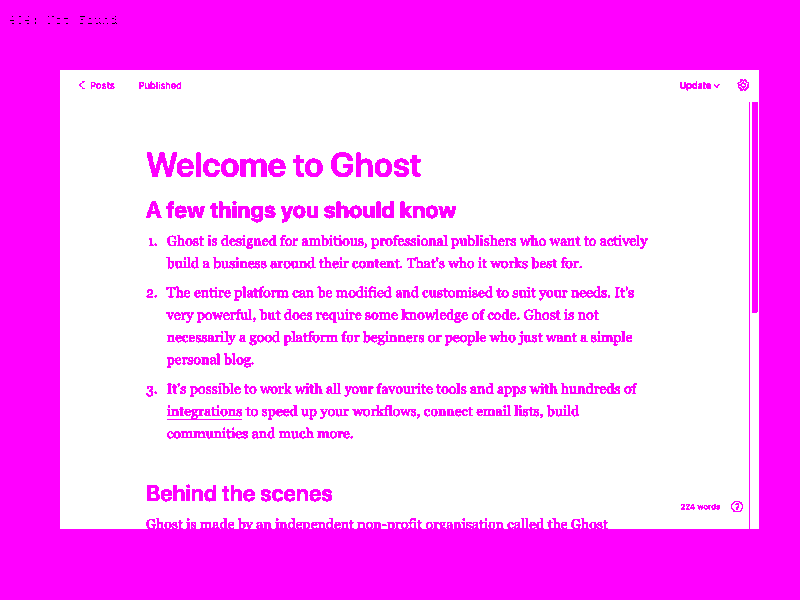 404: Not Found
Posts Published Update
Welcome to Ghost
A few things you should know
1. Ghost is designed for ambitious, professional publishers who want to actively
build a business around their content. That's who it works best for.
2. The entire platform can be modified and customised to suit your needs. It's
very powerful, but does require some knowledge of code. Ghost is not
necessarily a good platform for beginners or people who just want a simple
personal blog.
3. It's possible to work with all your favourite tools and apps with hundreds of
integrations to speed up your workflows, connect email lists, build
communities and much more.
Behind the scenes
224 words ?
Ghost is made by an independent non-profit organisation called the Ghost